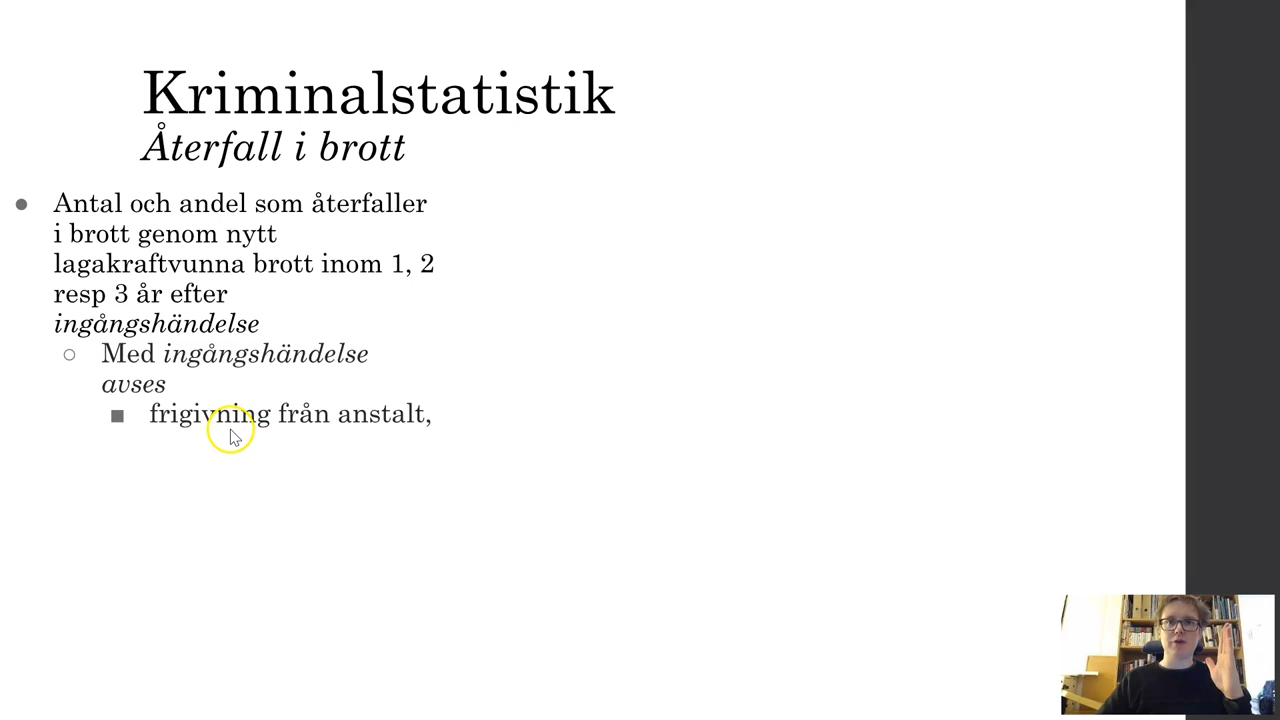 Kriminalstatistik
Återfall i brott
Antal och andel som återfaller
i brott genom nytt
lagakraftvunna brott inom 1, 2
resp 3 år efter
ingångshändelse
Med ingångshändelse
avses
frigivning från anstalt,